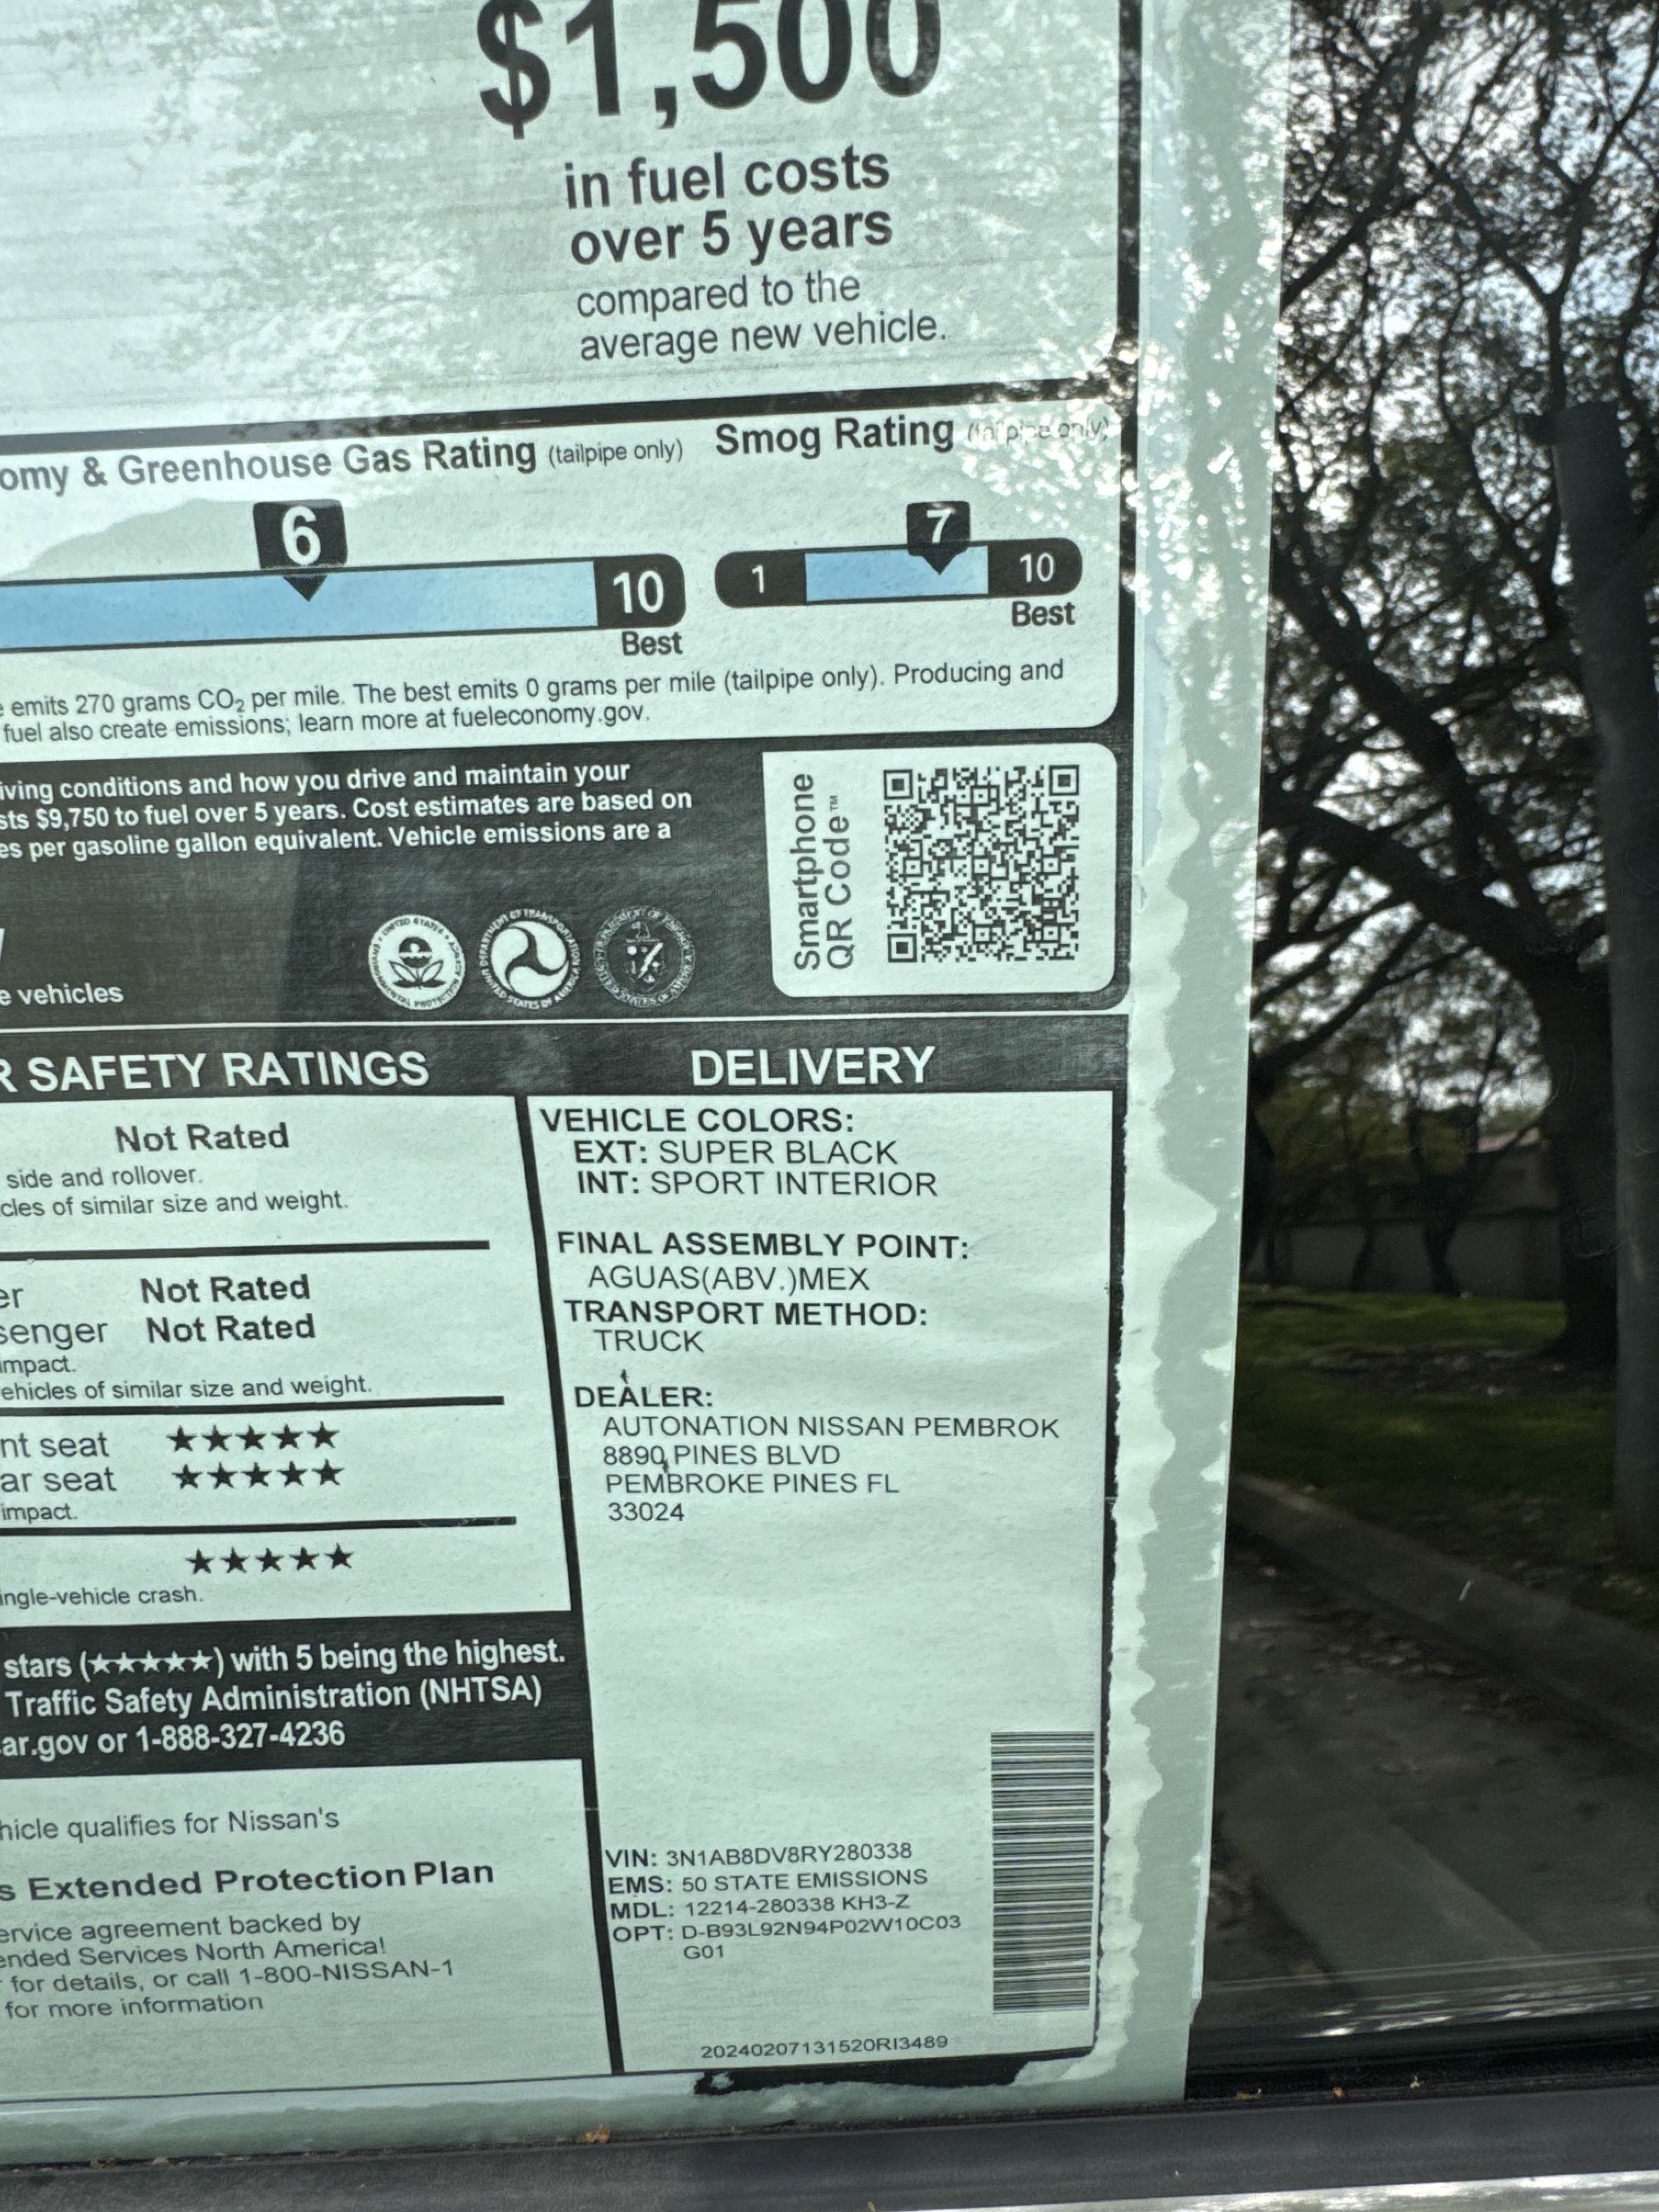 $1,500
in fuel costs
over 5 years
compared to the
average new vehicle.
omy & Greenhouse Gas Rating (tailpipe only)
6
10
Best
Smog Rating (tailpipe only)
7
1
10
Best
e emits 270 grams CO₂ per mile. The best emits 0 grams per mile (tailpipe only). Producing and
fuel also create emissions; learn more at fueleconomy.gov.
iving conditions and how you drive and maintain your
sts $9,750 to fuel over 5 years. Cost estimates are based on
es per gasoline gallon equivalent. Vehicle emissions are a
e vehicles
Smartphone
QR Code™
R SAFETY RATINGS
Not Rated
side and rollover.
cles of similar size and weight.
er Not Rated
senger Not Rated
impact.
ehicles of similar size and weight.
nt seat ★★★★★
ar seat ★★★★★
impact.
★★★★★
ingle-vehicle crash.
stars (★★★★★) with 5 being the highest.
Traffic Safety Administration (NHTSA)
ar.gov or 1-888-327-4236
hicle qualifies for Nissan's
s Extended Protection Plan
ervice agreement backed by
ended Services North America!
for details, or call 1-800-NISSAN-1
for more information
DELIVERY
VEHICLE COLORS:
EXT: SUPER BLACK
INT: SPORT INTERIOR
FINAL ASSEMBLY POINT:
AGUAS(ABV.)MEX
TRANSPORT METHOD:
TRUCK
DEALER:
AUTONATION NISSAN PEMBROK
8890 PINES BLVD
PEMBROKE PINES FL
33024
VIN: 3N1AB8DV8RY280338
EMS: 50 STATE EMISSIONS
MDL: 12214-280338 KH3-Z
OPT: D-B93L92N94P02W10C03
G01
20240207131520RI3489